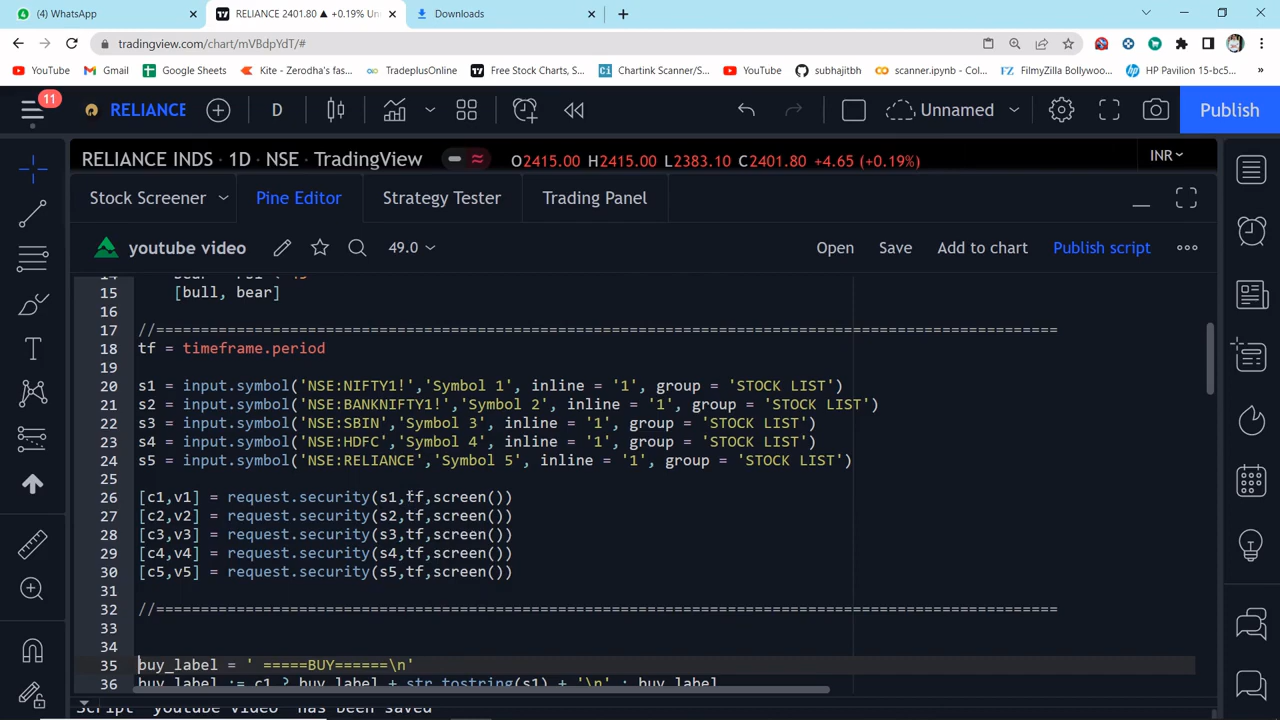 WhatsApp
RELIANCE 2401.80 ▲ +0.19% Un
Downloads
tradingview.com/chart/mVBdpYdT/#
YouTube
Gmail
Google Sheets
Kite - Zerodha's fas...
TradeplusOnline
Free Stock Charts, S...
Chartink Scanner/S...
YouTube
subhajitbh
scanner.ipynb - Col...
FilmyZilla Bollywoo...
HP Pavilion 15-bc5...
»
11
RELIANCE
D
Unnamed
Publish
RELIANCE INDS · 1D · NSE · TradingView
O2415.00 H2415.00 L2383.10 C2401.80 +4.65 (+0.19%)
INR
Stock Screener
Pine Editor
Strategy Tester
Trading Panel
youtube video
49.0
Open
Save
Add to chart
Publish script
15 [bull, bear]
16
17 //=====================================================================================================
18 tf = timeframe.period
19
20 s1 = input.symbol('NSE:NIFTY1!','Symbol 1', inline = '1', group = 'STOCK LIST')
21 s2 = input.symbol('NSE:BANKNIFTY1!','Symbol 2', inline = '1', group = 'STOCK LIST')
22 s3 = input.symbol('NSE:SBIN','Symbol 3', inline = '1', group = 'STOCK LIST')
23 s4 = input.symbol('NSE:HDFC','Symbol 4', inline = '1', group = 'STOCK LIST')
24 s5 = input.symbol('NSE:RELIANCE','Symbol 5', inline = '1', group = 'STOCK LIST')
25
26 [c1,v1] = request.security(s1,tf,screen())
27 [c2,v2] = request.security(s2,tf,screen())
28 [c3,v3] = request.security(s3,tf,screen())
29 [c4,v4] = request.security(s4,tf,screen())
30 [c5,v5] = request.security(s5,tf,screen())
31
32 //=====================================================================================================
33
34
35 buy_label = ' =====BUY======\n'
36 buy_label := c1 ? buy_label + str.tostring(s1) + '\n' : buy_label
Script 'youtube video' has been saved